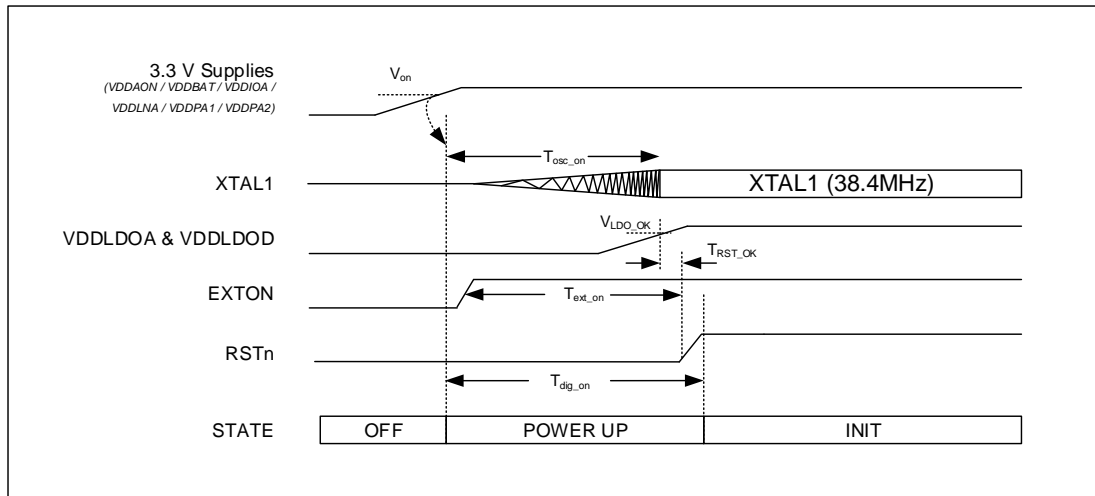 3.3 V Supplies
(VDDAON / VDDBAT / VDDIOA /
VDDLNA / VDDPA1 / VDDPA2)
Von
Tosc_on
XTAL1
XTAL1 (38.4MHz)
VLDO_OK
VDDLDOA & VDDLDOD
TRST_OK
EXTON
Text_on
RSTn
Tdig_on
STATE
OFF
POWER UP
INIT